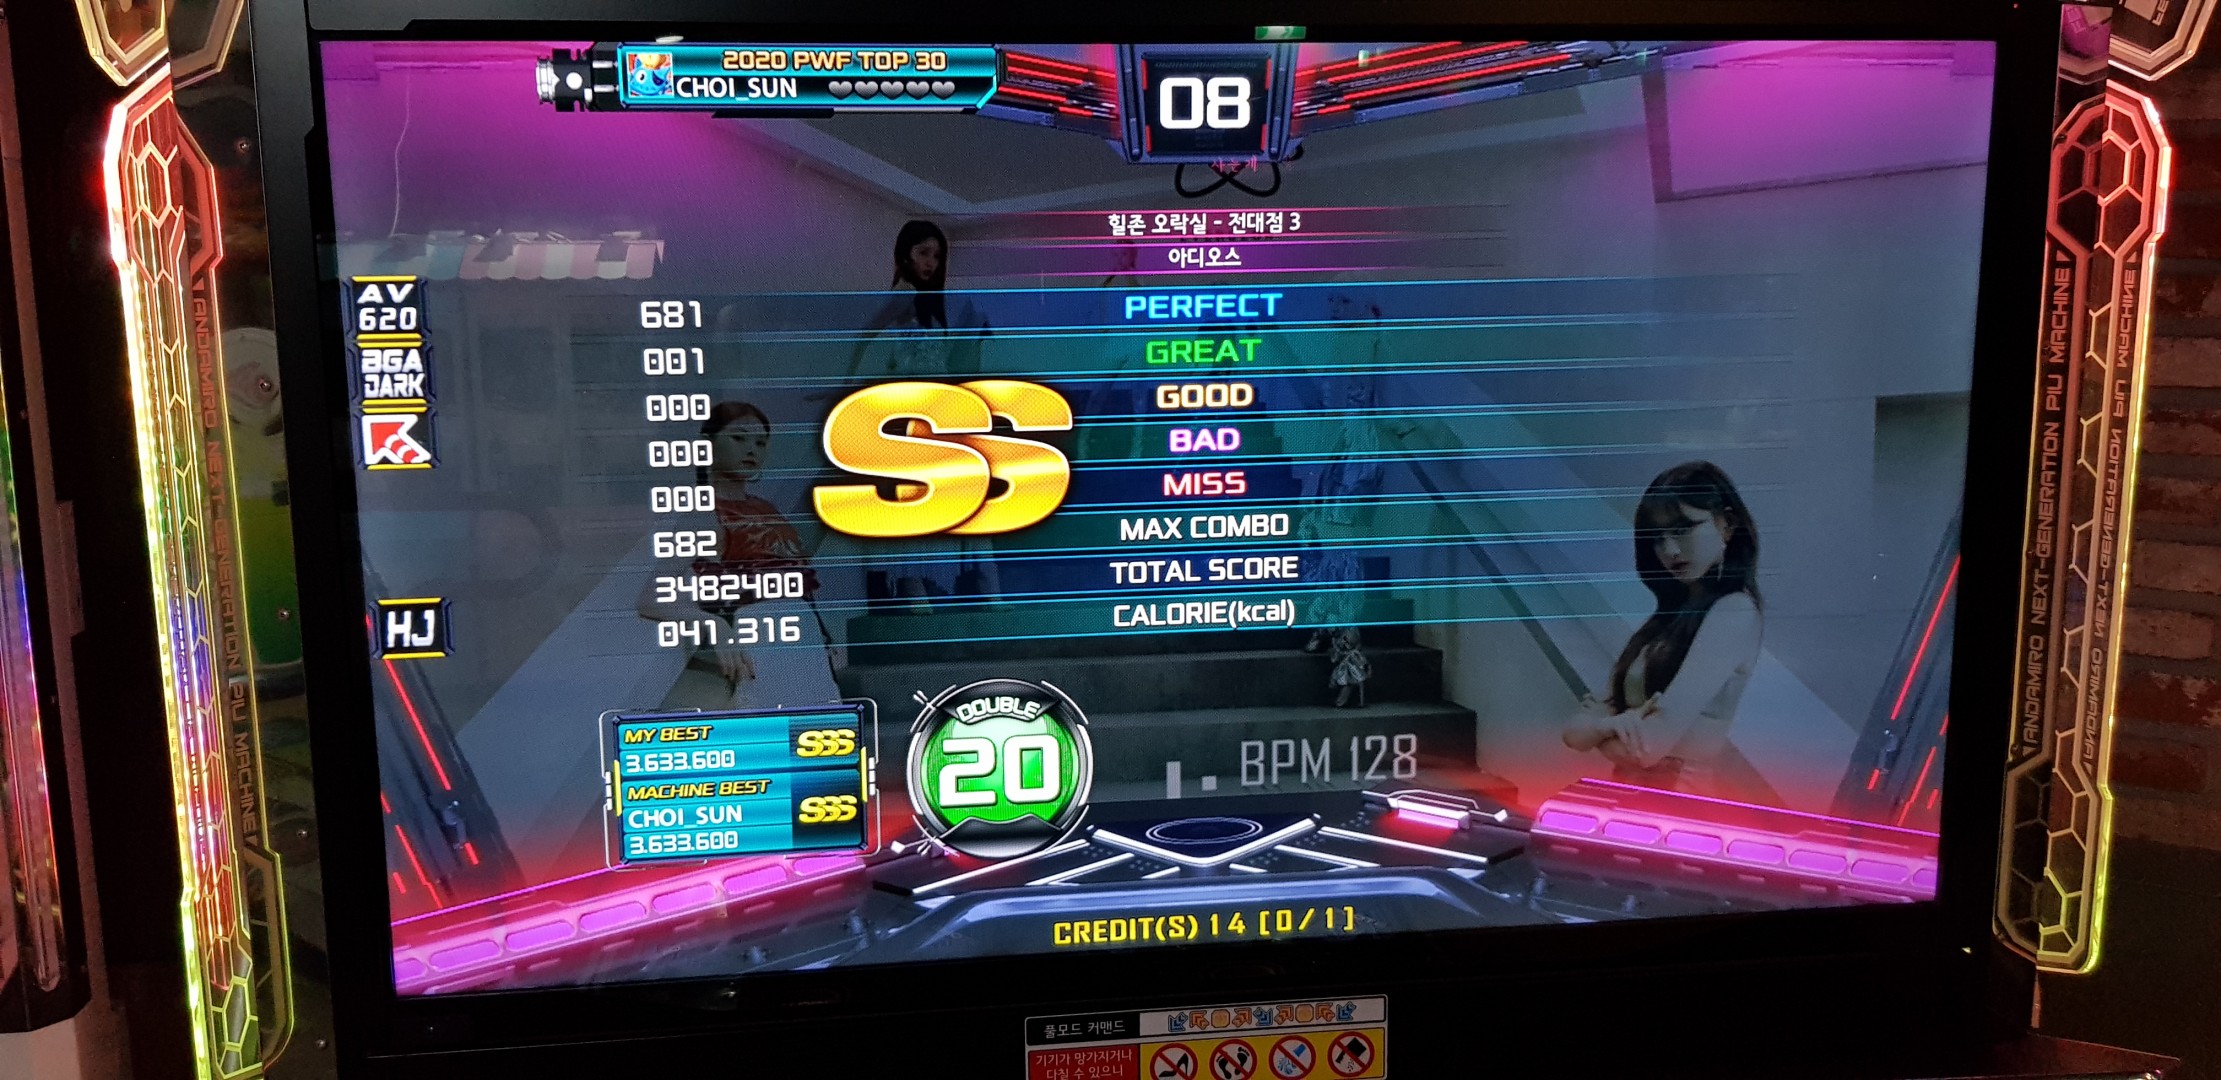 2020 PWF TOP 30
CHOI_SUN
08
힐존 오락실 - 전대점 3
아디오스
AV
620
BGA
DARK
HJ
681 PERFECT
001 GREAT
000 GOOD
000 BAD
000 MISS
682 MAX COMBO
3482400 TOTAL SCORE
041.316 CALORIE(kcal)
SS
MY BEST
3.633.600
SSS
MACHINE BEST
CHOI_SUN
3.633.600
SSS
DOUBLE
20
BPM 128
CREDIT(S) 14 [0/1]
풀모드 커맨드
기기가 망가지거나
다칠 수 있으니
ANDAMIRO NEXT-GENERATION PIU MACHINE
ANDAMIRO NEXT-GENERATION PIU MACHINE